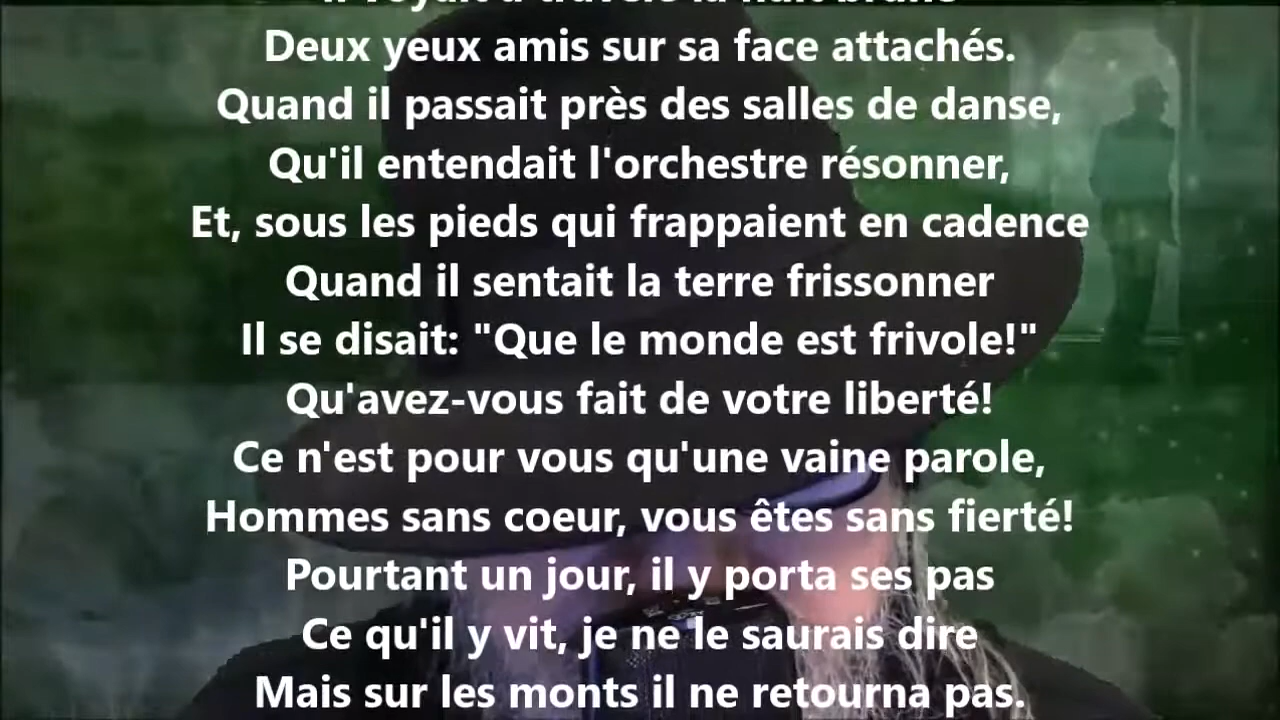 Deux yeux amis sur sa face attachés.
Quand il passait près des salles de danse,
Qu'il entendait l'orchestre résonner,
Et, sous les pieds qui frappaient en cadence
Quand il sentait la terre frissonner
Il se disait: "Que le monde est frivole!"
Qu'avez-vous fait de votre liberté!
Ce n'est pour vous qu'une vaine parole,
Hommes sans coeur, vous êtes sans fierté!
Pourtant un jour, il y porta ses pas
Ce qu'il y vit, je ne le saurais dire
Mais sur les monts il ne retourna pas.